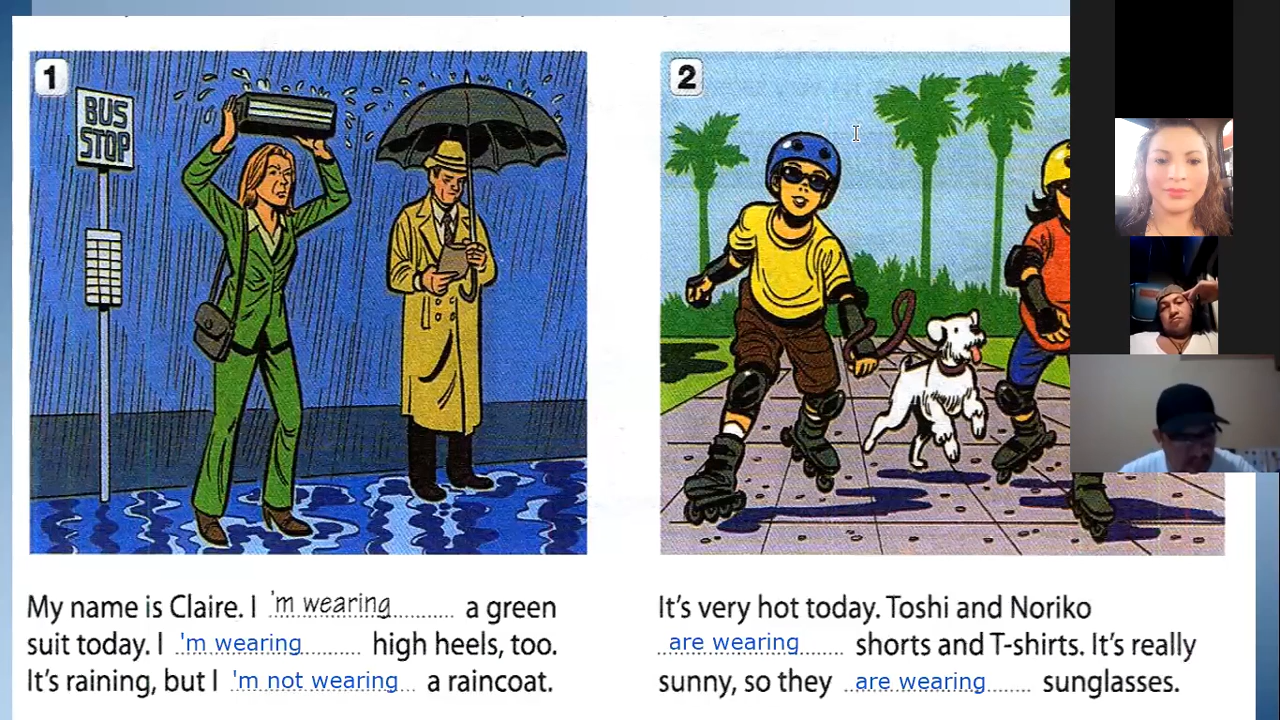 1
BUS
STOP
2
My name is Claire. I 'm wearing a green
suit today. I 'm wearing high heels, too.
It's raining, but I 'm not wearing a raincoat.
It's very hot today. Toshi and Noriko
are wearing shorts and T-shirts. It's really
sunny, so they are wearing sunglasses.